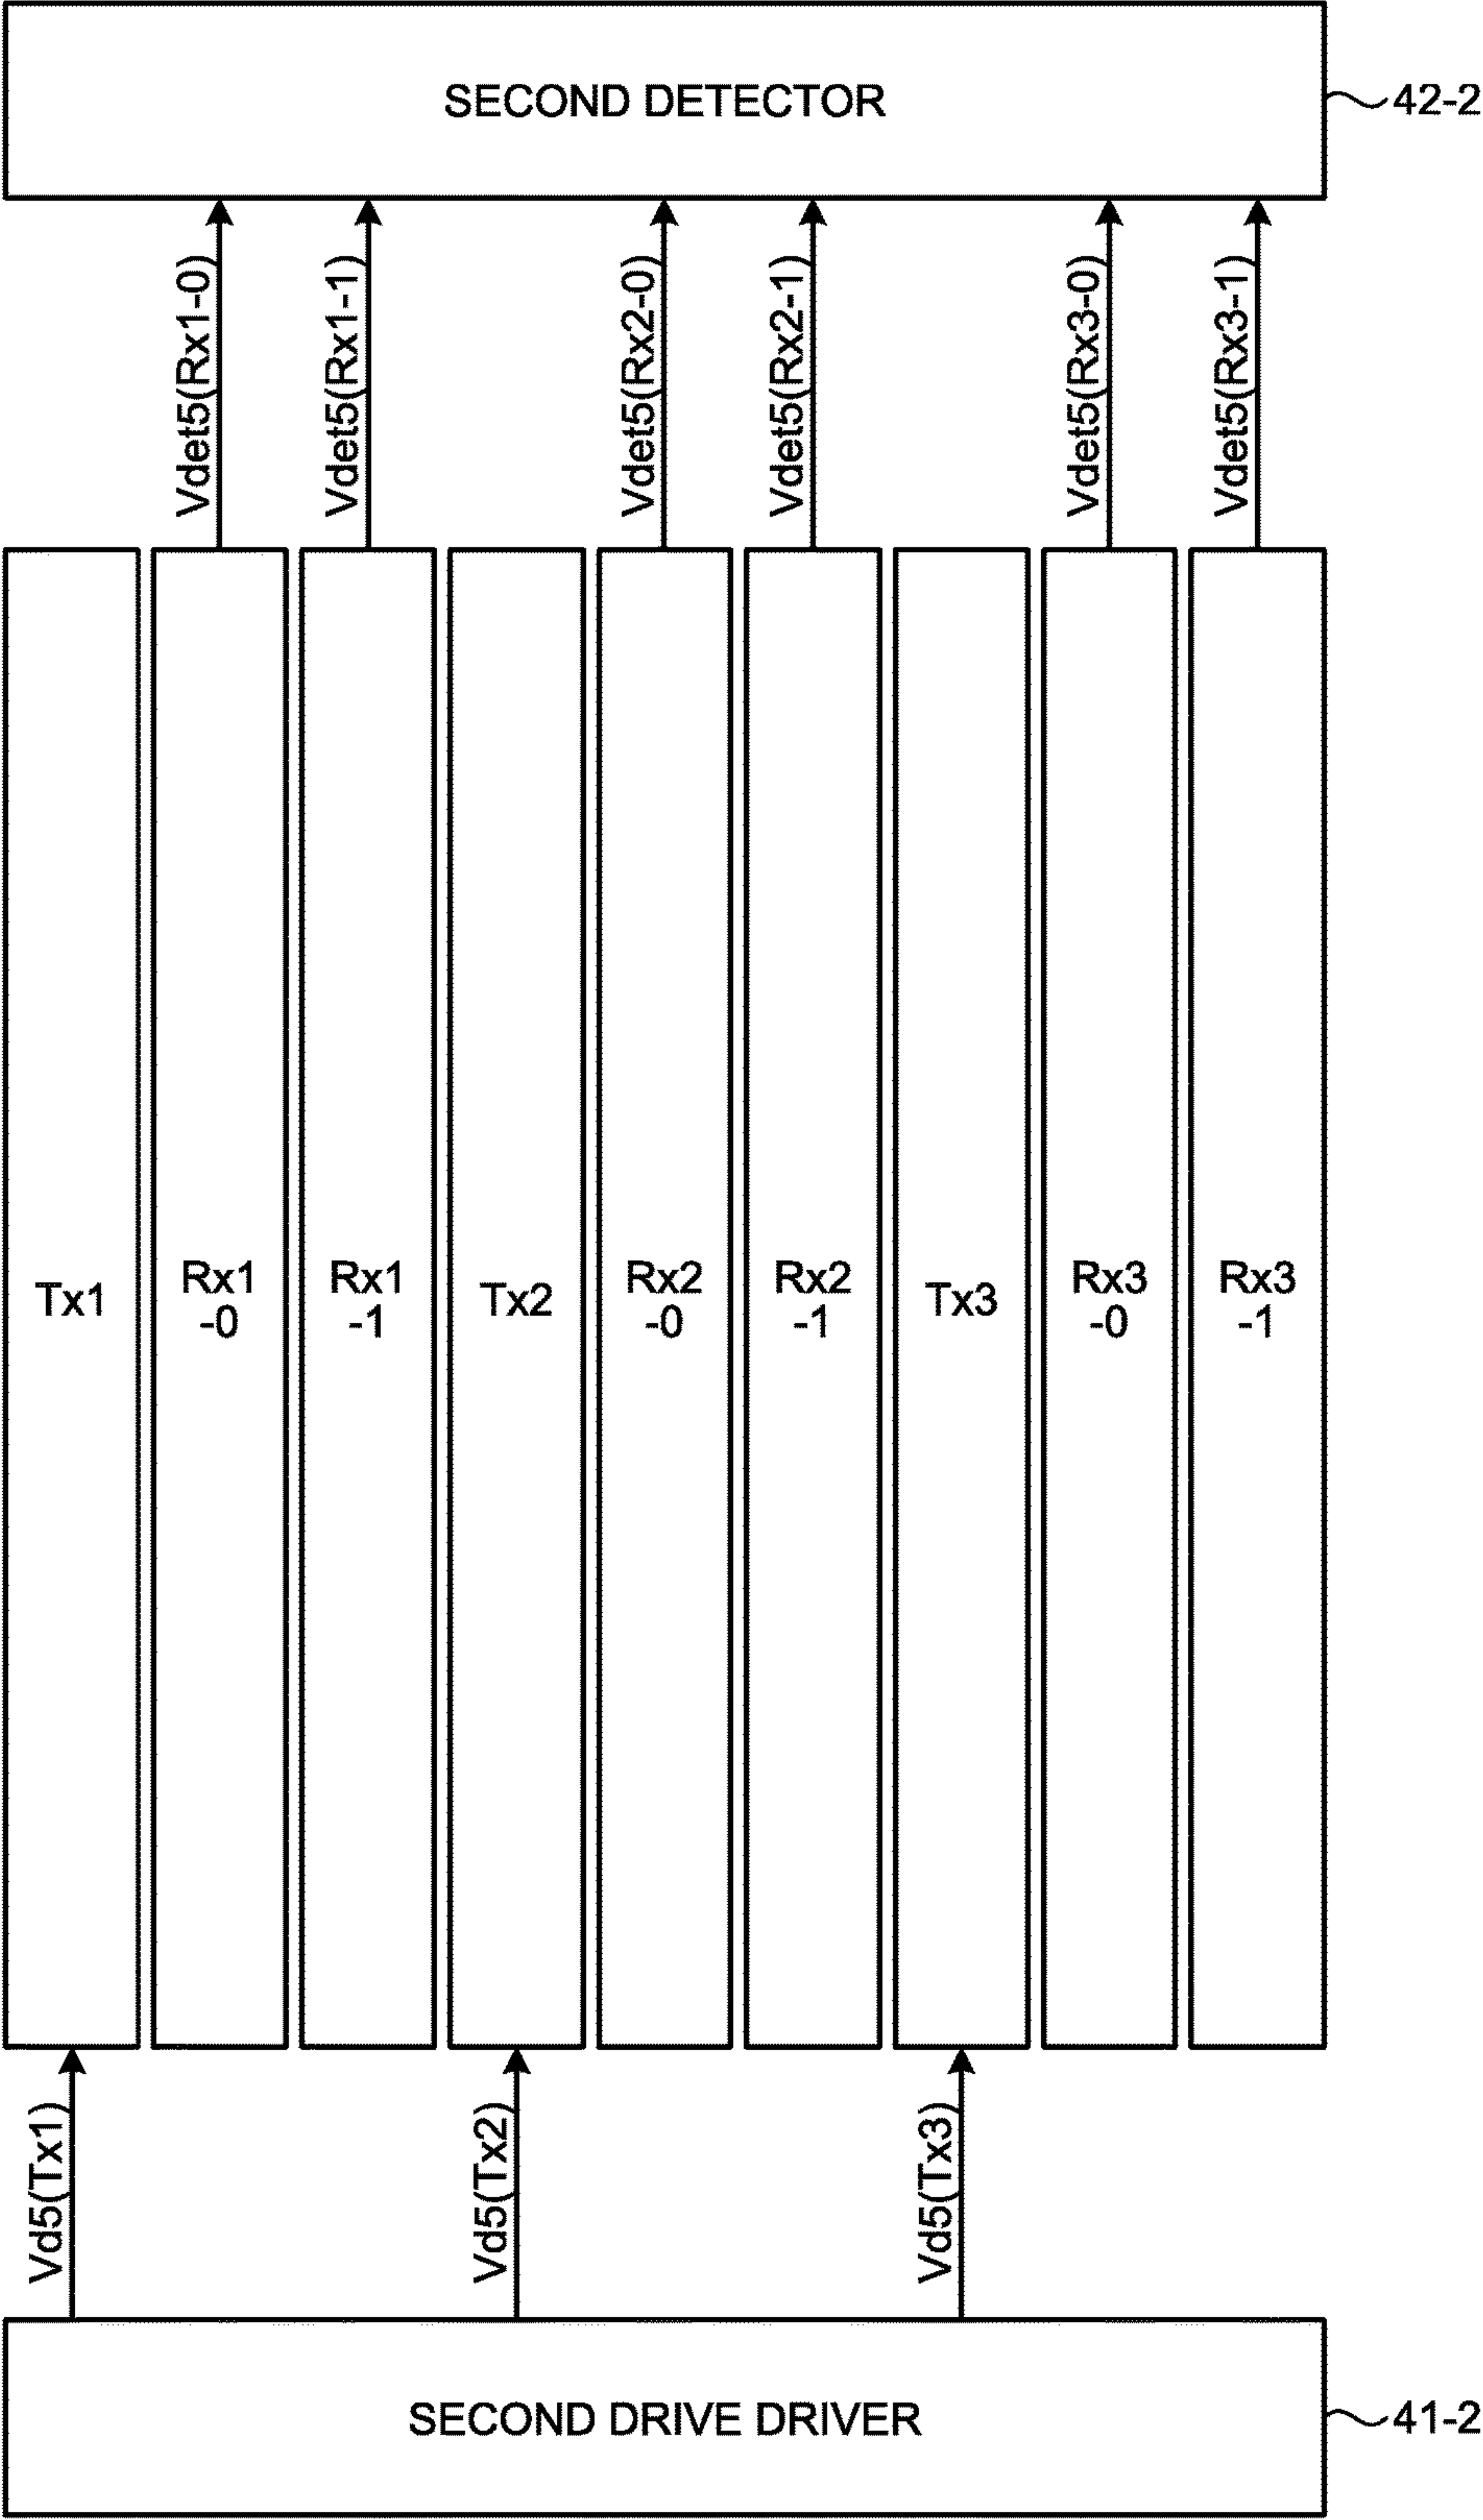 SECOND DETECTOR
42-2
Vdet5(Rx1-0)
Vdet5(Rx1-1)
Vdet5(Rx2-0)
Vdet5(Rx2-1)
Vdet5(Rx3-0)
Vdet5(Rx3-1)
Tx1
Rx1
-0
Rx1
-1
Tx2
Rx2
-0
Rx2
-1
Tx3
Rx3
-0
Rx3
-1
Vd5(Tx1)
Vd5(Tx2)
Vd5(Tx3)
SECOND DRIVE DRIVER
41-2